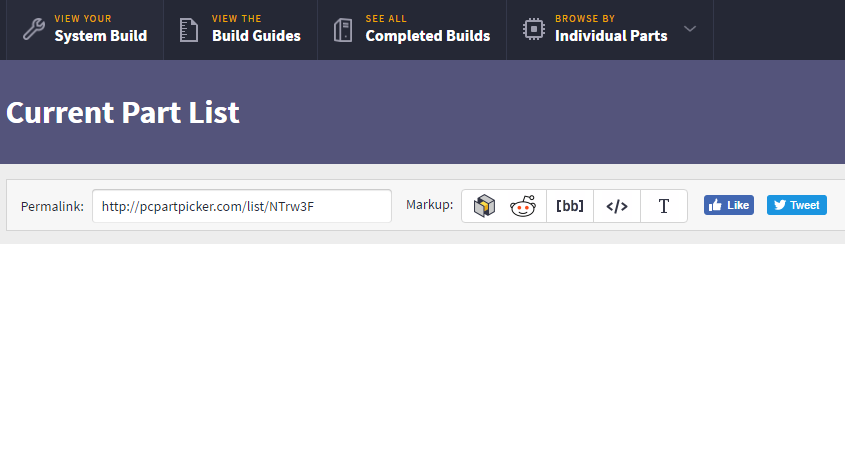 VIEW YOUR
System Build
VIEW THE
Build Guides
SEE ALL
Completed Builds
BROWSE BY
Individual Parts
Current Part List
Permalink: http://pcpartpicker.com/list/NTrw3F Markup: [bb] </> T Like Tweet